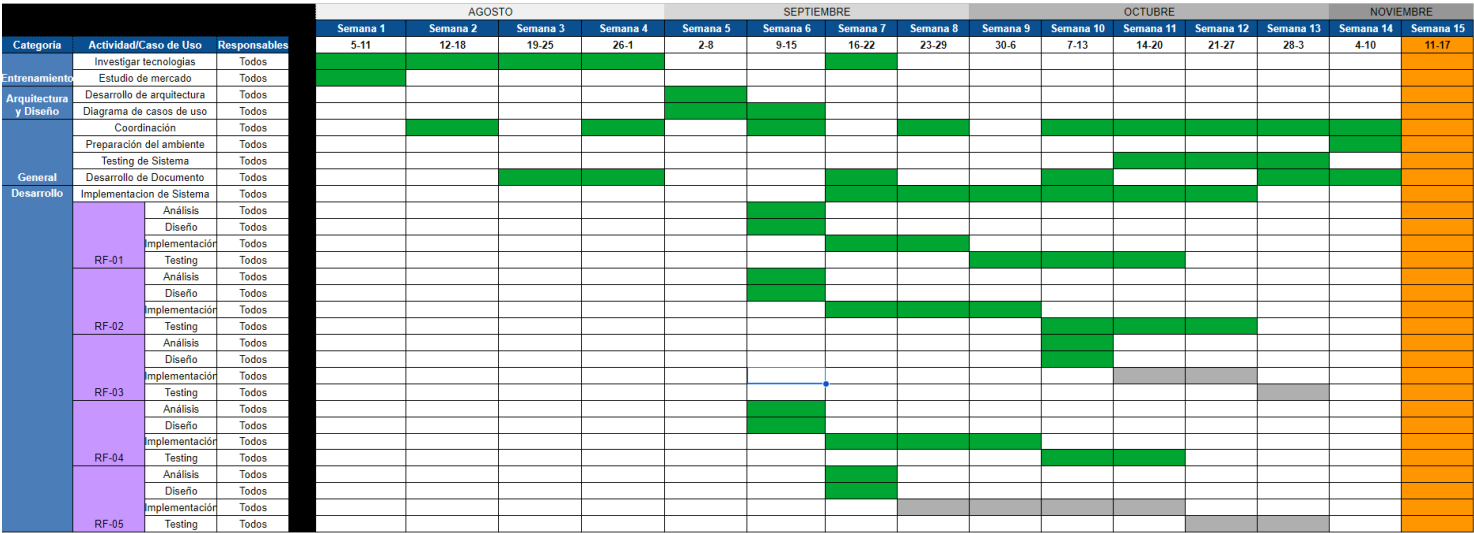 AGOSTO SEPTIEMBRE OCTUBRE NOVIEMBRE
Semana 1 Semana 2 Semana 3 Semana 4 Semana 5 Semana 6 Semana 7 Semana 8 Semana 9 Semana 10 Semana 11 Semana 12 Semana 13 Semana 14 Semana 15
Categoria Actividad/Caso de Uso Responsables 5-11 12-18 19-25 26-1 2-8 9-15 16-22 23-29 30-6 7-13 14-20 21-27 28-3 4-10 11-17
Investigar tecnologias Todos
Entrenamiento Estudio de mercado Todos
Arquitectura y Diseño Desarrollo de arquitectura Todos
Diagrama de casos de uso Todos
Coordinación Todos
Preparación del ambiente Todos
Testing de Sistema Todos
General Desarrollo de Documento Todos
Desarrollo Implementacion de Sistema Todos
Análisis Todos
Diseño Todos
Implementación Todos
RF-01 Testing Todos
Análisis Todos
Diseño Todos
Implementación Todos
RF-02 Testing Todos
Análisis Todos
Diseño Todos
Implementación Todos
RF-03 Testing Todos
Análisis Todos
Diseño Todos
Implementación Todos
RF-04 Testing Todos
Análisis Todos
Diseño Todos
Implementación Todos
RF-05 Testing Todos